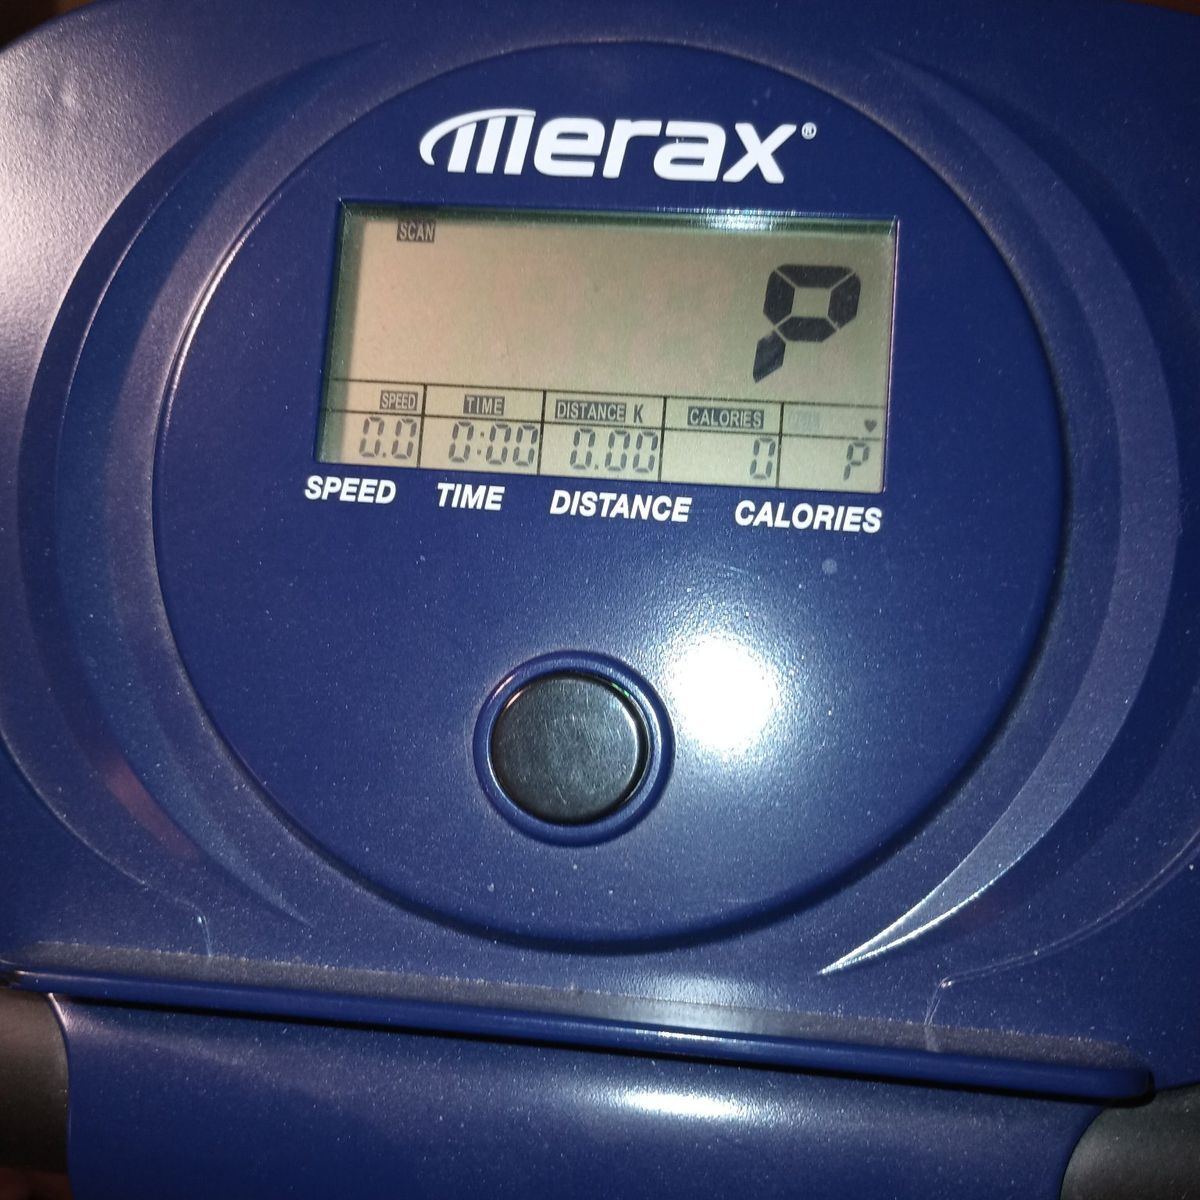 merax®
SCAN
P
SPEED TIME DISTANCE K CALORIES ♥
0.0 0:00 0.00 0 P
SPEED TIME DISTANCE CALORIES